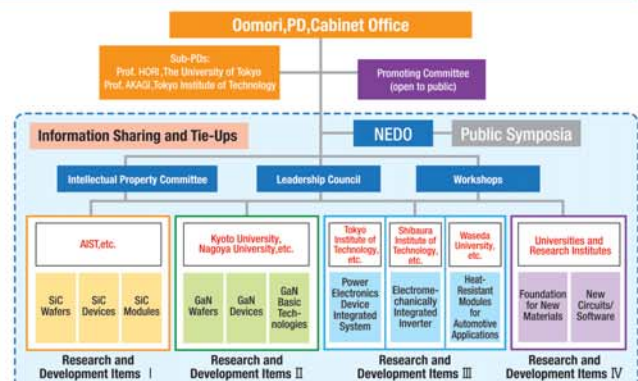 Oomori,PD,Cabinet Office
Sub-PDs:
Prof. HORI,The University of Tokyo
Prof. AKAGI,Tokyo Institute of Technology
Promoting Committee
(open to public)
Information Sharing and Tie-Ups
NEDO
Public Symposia
Intellectual Property Committee
Leadership Council
Workshops
AIST,etc.
Kyoto University,
Nagoya University,etc.
Tokyo
Institute of
Technology,
etc.
Shibaura
Institute of
Technology,
etc.
Waseda
University,
etc.
Universities and
Research Institutes
SiC
Wafers
SiC
Devices
SiC
Modules
GaN
Wafers
GaN
Devices
GaN
Basic
Tech-
nologies
Power
Electronics
Device
Integrated
System
Electrome-
chanically
Integrated
Inverter
Heat-
Resistant
Modules
for
Automotive
Applications
Foundation
for New
Materials
New
Circuits/
Software
Research and
Development Items Ⅰ
Research and
Development Items Ⅱ
Research and
Development Items Ⅲ
Research and
Development Items Ⅳ